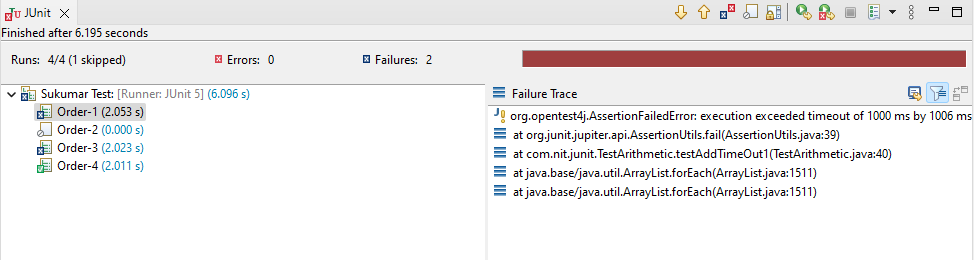 JUnit
Finished after 6.195 seconds
Runs: 4/4 (1 skipped) Errors: 0 Failures: 2
Sukumar Test: [Runner: JUnit 5] (6.096 s)
Order-1 (2.053 s)
Order-2 (0.000 s)
Order-3 (2.023 s)
Order-4 (2.011 s)
Failure Trace
org.opentest4j.AssertionFailedError: execution exceeded timeout of 1000 ms by 1006 ms
at org.junit.jupiter.api.AssertionUtils.fail(AssertionUtils.java:39)
at com.nit.junit.TestArithmetic.testAddTimeOut1(TestArithmetic.java:40)
at java.base/java.util.ArrayList.forEach(ArrayList.java:1511)
at java.base/java.util.ArrayList.forEach(ArrayList.java:1511)